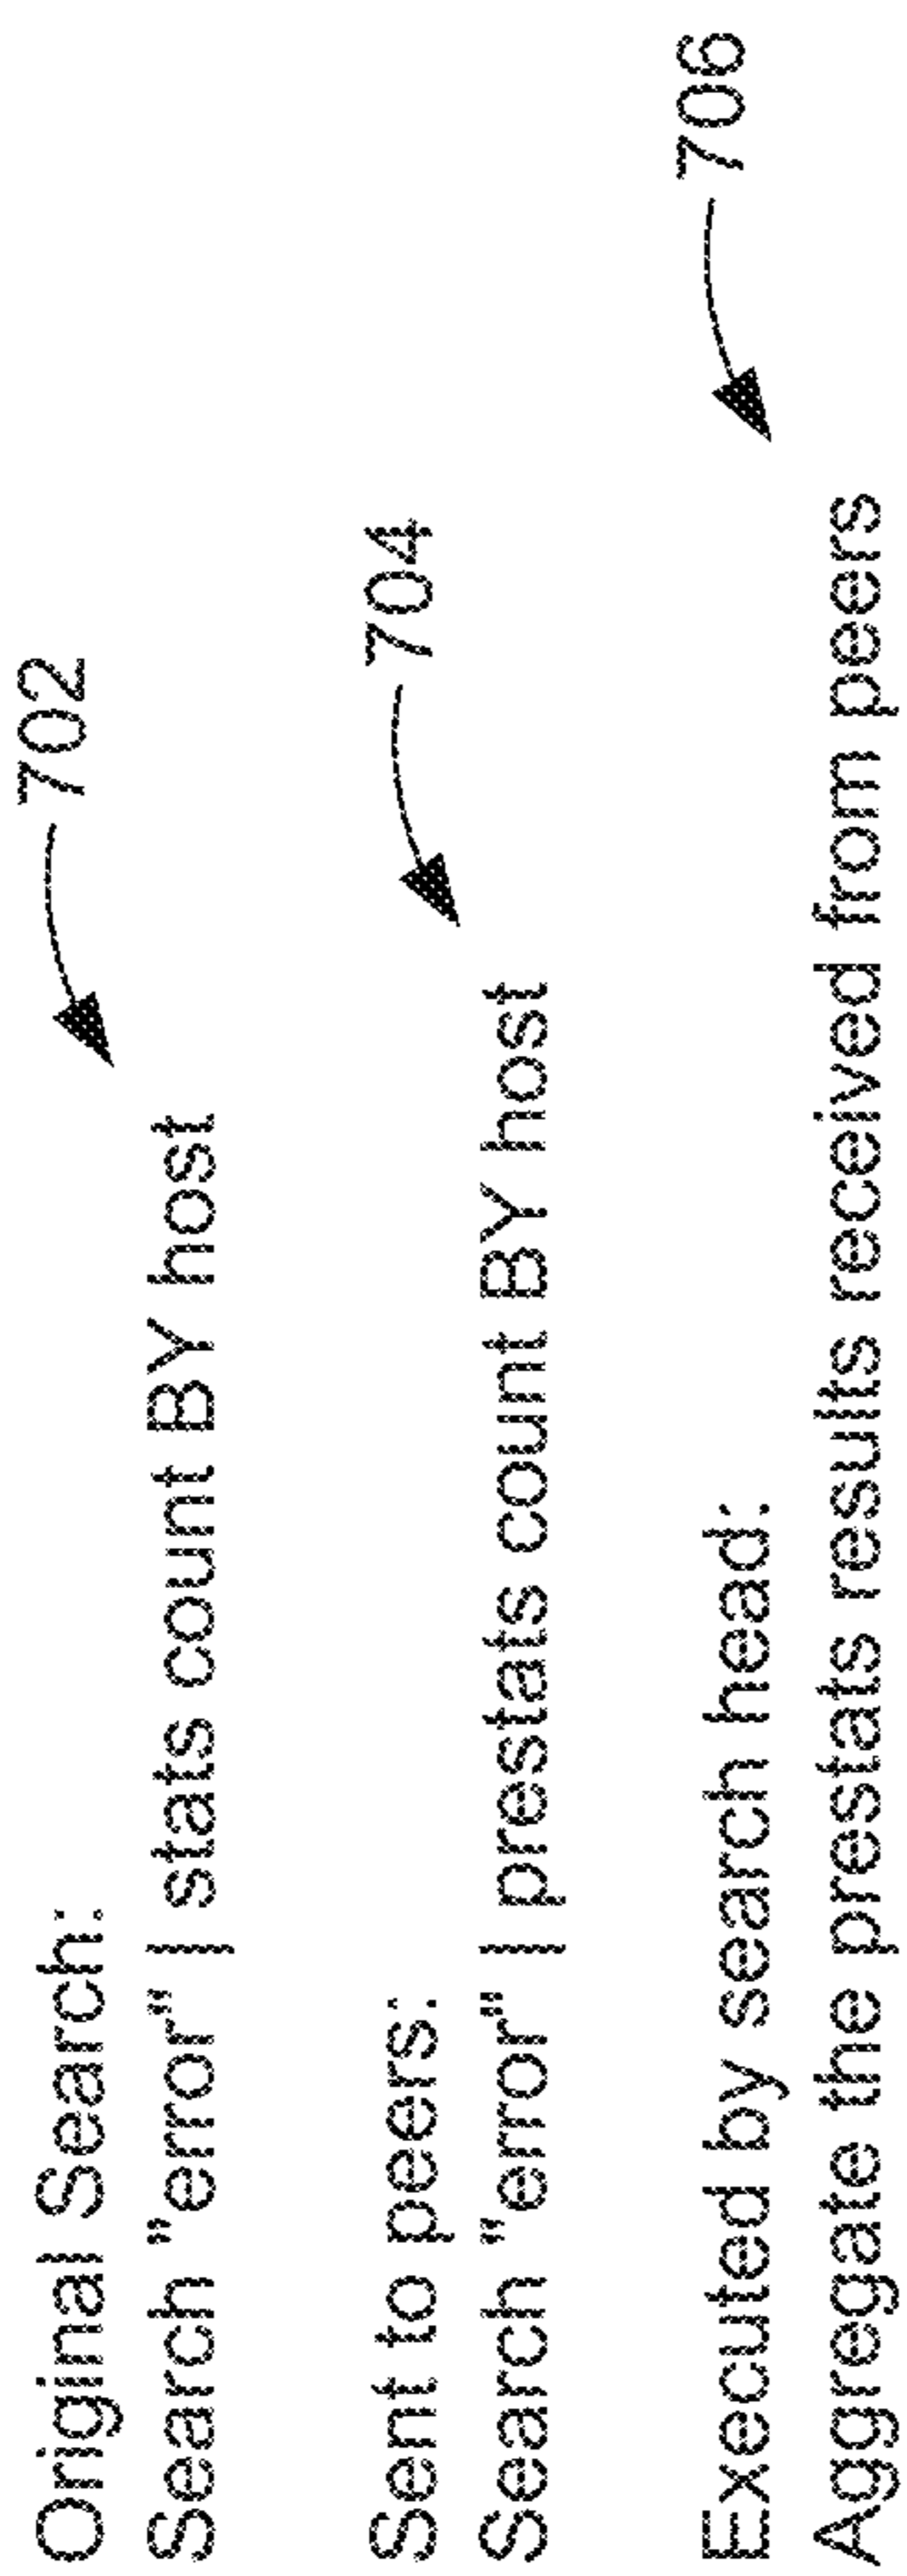 Original Search:
702
Search "error" | stats count BY host
Sent to peers:
704
Search "error" | prestats count BY host
Executed by search head:
706
Aggregate the prestats results received from peers